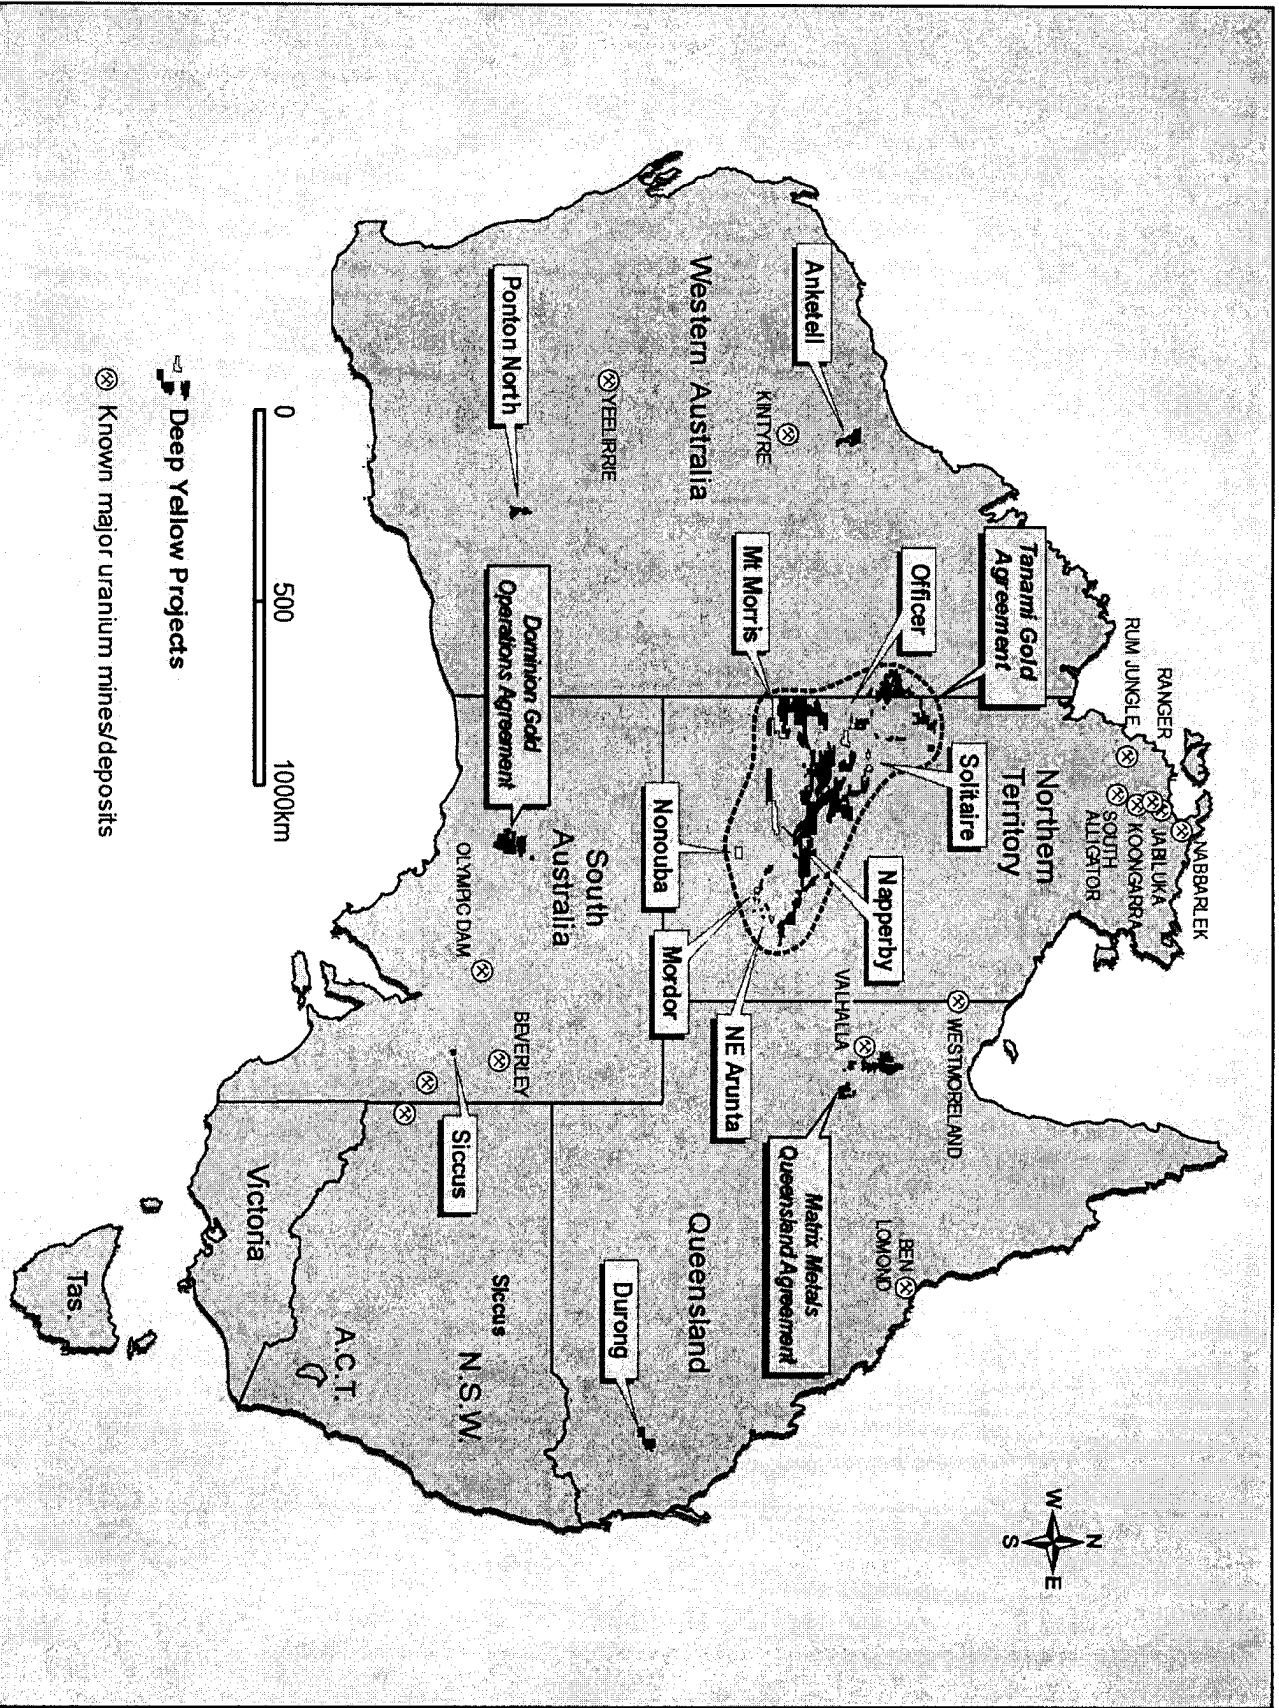 N
W
E
S
NABBARLEK
RANGER
JABILUKA
RUM JUNGLE
KOONGARRA
SOUTH
ALLIGATOR
Tanami Gold
Agreement
Northern
Territory
Solitaire
WESTMORELAND
Officer
Napperby
BEN
LOMOND
Anketell
VALHALLA
Matrix Metals
Queensland Agreement
KINTYRE
Mt Morris
NE Arunta
Western Australia
Queensland
Nonouba
Mordor
YEELIRRIE
Durong
South
Australia
Dominion Gold
Operations Agreement
Ponton North
BEVERLEY
Siccus
OLYMPIC DAM
Siccus
N.S.W.
A.C.T.
Victoria
0 500 1000km
Deep Yellow Projects
Known major uranium mines/deposits
Tas.